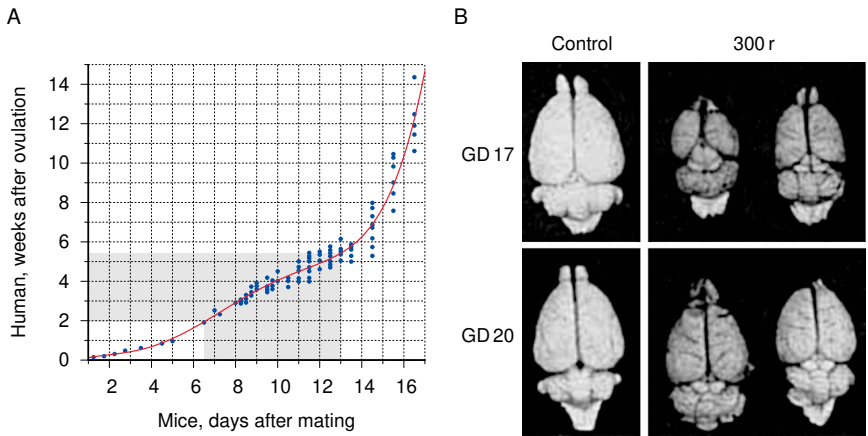 A
Human, weeks after ovulation
14
12
10
8
6
4
2
0
2 4 6 8 10 12 14 16
Mice, days after mating
B
Control 300 r
GD 17
GD 20